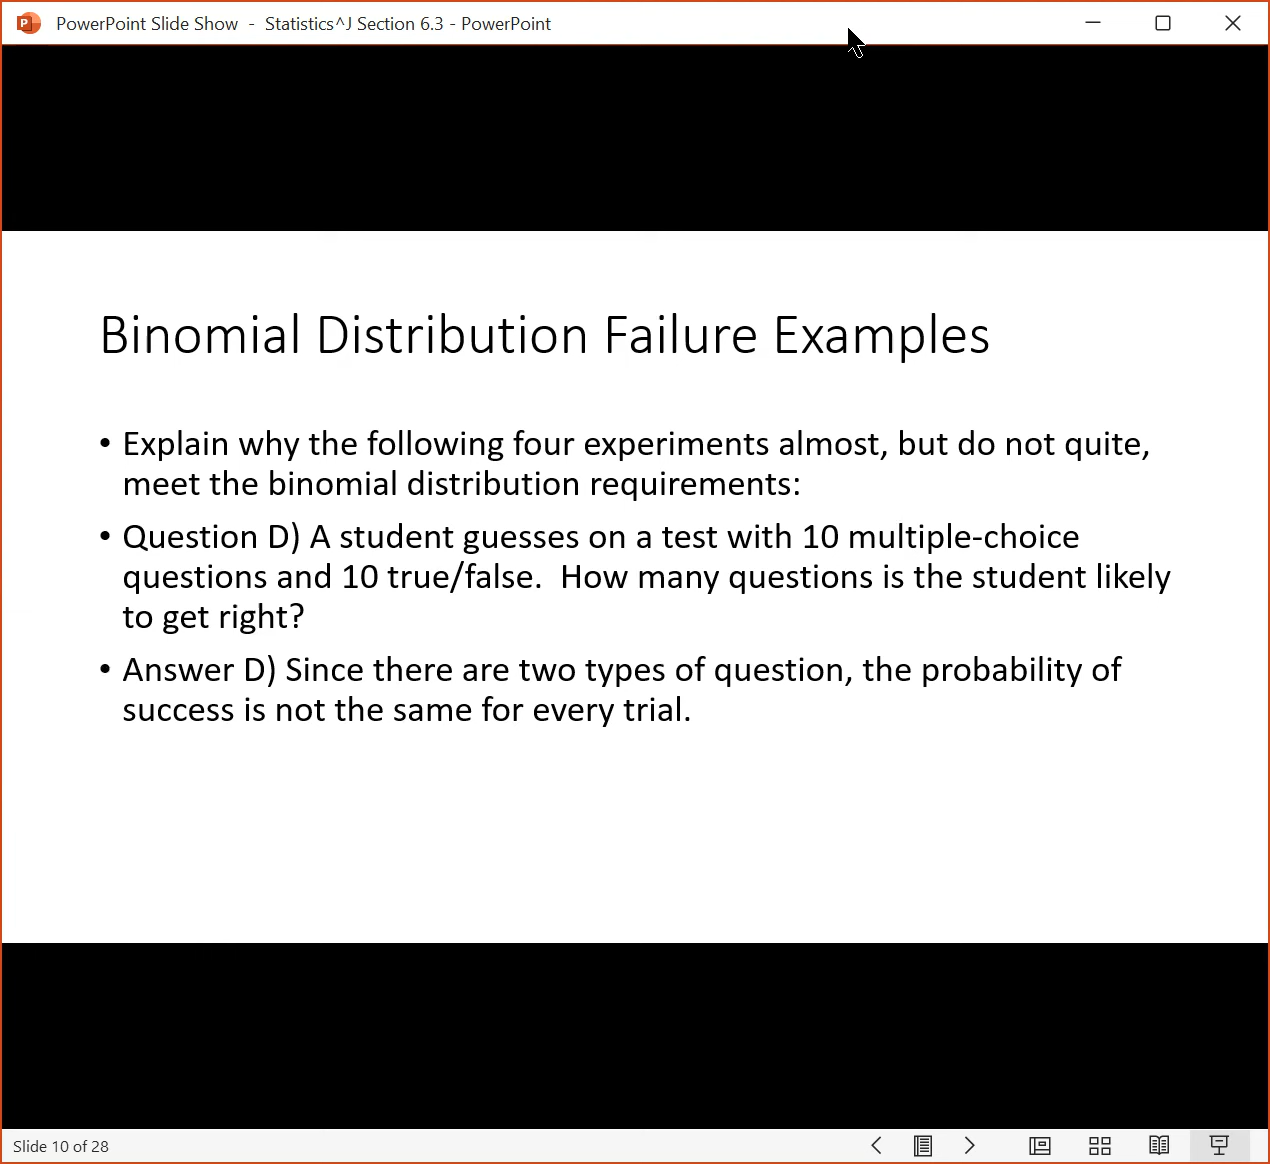 PowerPoint Slide Show - Statistics^J Section 6.3 - PowerPoint
Binomial Distribution Failure Examples
• Explain why the following four experiments almost, but do not quite,
meet the binomial distribution requirements:
• Question D) A student guesses on a test with 10 multiple-choice
questions and 10 true/false.  How many questions is the student likely
to get right?
• Answer D) Since there are two types of question, the probability of
success is not the same for every trial.
Slide 10 of 28